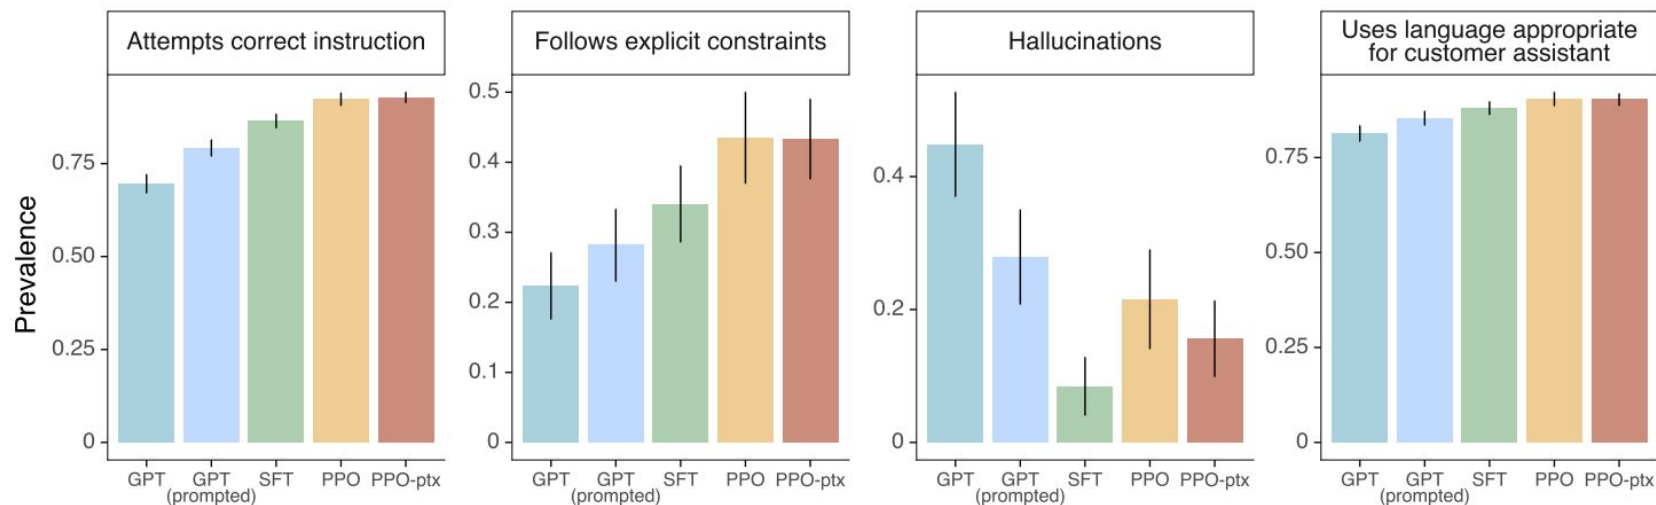 Attempts correct instruction
Follows explicit constraints
Hallucinations
Uses language appropriate
for customer assistant
Prevalence
0.75
0.50
0.25
0
GPT
GPT
(prompted)
SFT
PPO
PPO-ptx
0.5
0.4
0.3
0.2
0.1
0
GPT
GPT
(prompted)
SFT
PPO
PPO-ptx
0.4
0.2
0
GPT
GPT
(prompted)
SFT
PPO
PPO-ptx
0.75
0.50
0.25
0
GPT
GPT
(prompted)
SFT
PPO
PPO-ptx